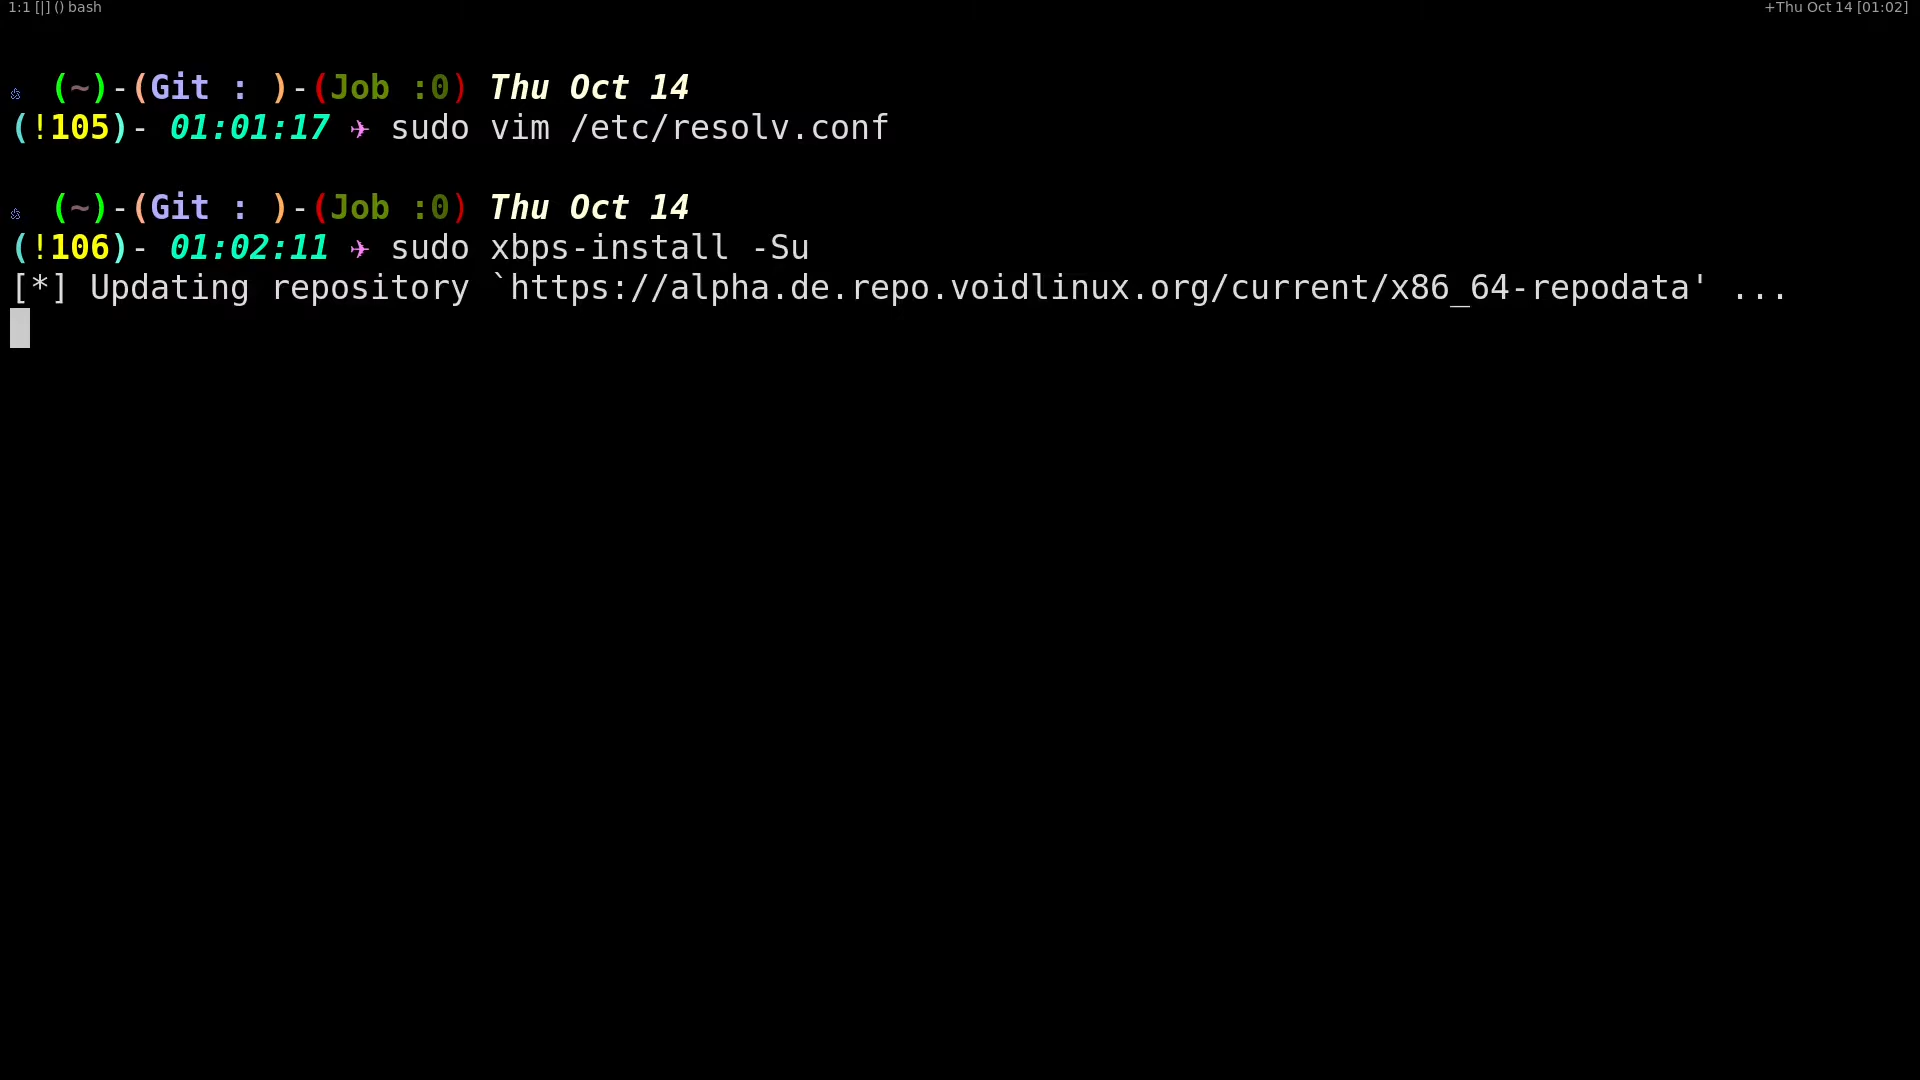 1:1 [|] () bash
+Thu Oct 14 [01:02]
(~)-(Git : )-(Job :0) Thu Oct 14
(!105)- 01:01:17 ✈ sudo vim /etc/resolv.conf
(~)-(Git : )-(Job :0) Thu Oct 14
(!106)- 01:02:11 ✈ sudo xbps-install -Su
[*] Updating repository `https://alpha.de.repo.voidlinux.org/current/x86_64-repodata' ...